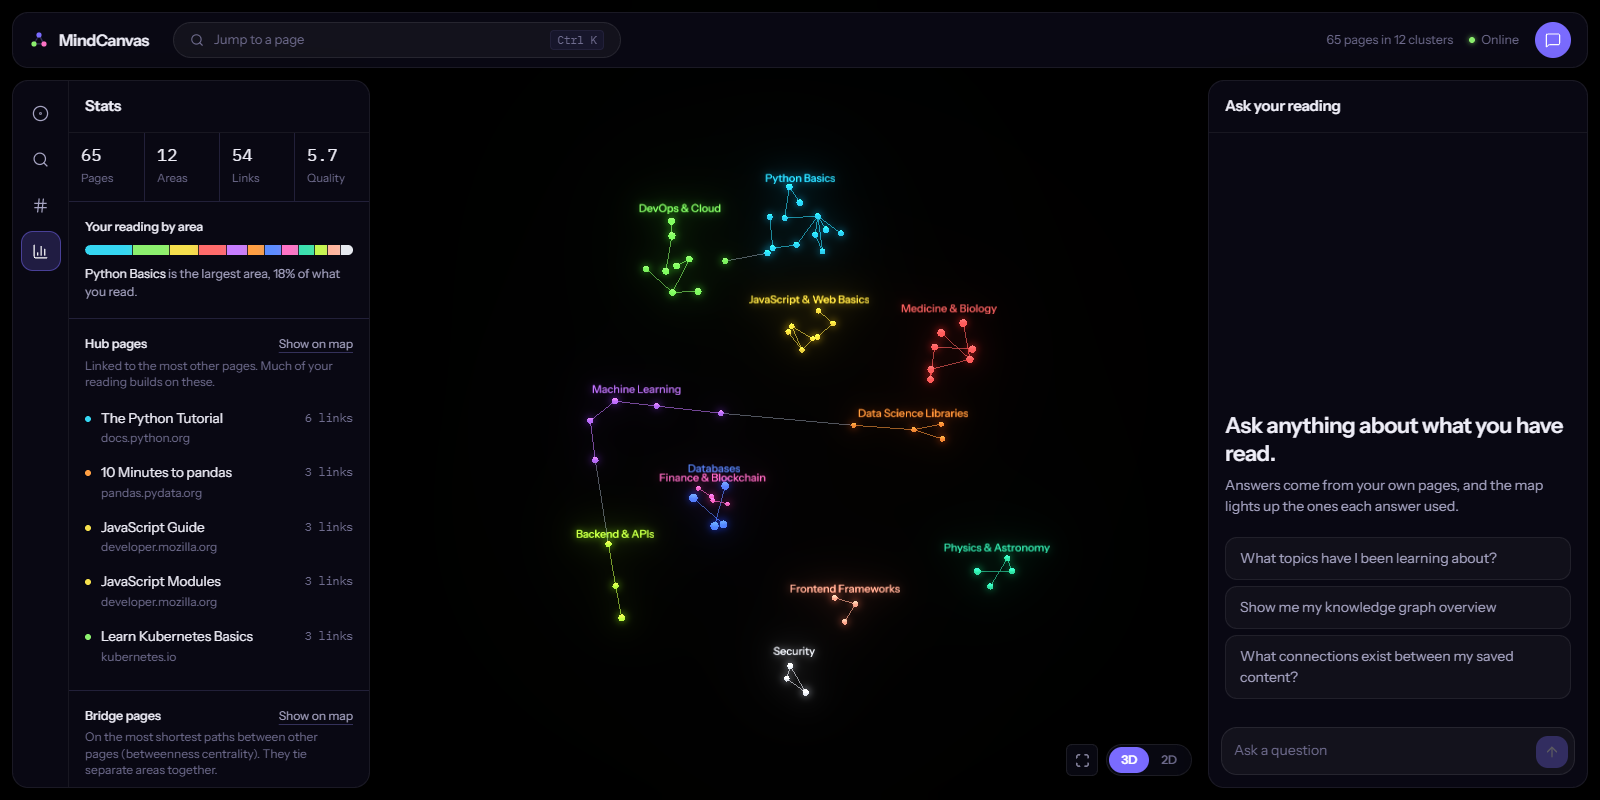 MindCanvas
Jump to a page
Ctrl K
65 pages in 12 clusters
Online
Stats
65
Pages
12
Areas
54
Links
5.7
Quality
Your reading by area
Python Basics is the largest area, 18% of what
you read.
Hub pages
Show on map
Linked to the most other pages. Much of your
reading builds on these.
The Python Tutorial
6 links
docs.python.org
10 Minutes to pandas
3 links
pandas.pydata.org
JavaScript Guide
3 links
developer.mozilla.org
JavaScript Modules
3 links
developer.mozilla.org
Learn Kubernetes Basics
3 links
kubernetes.io
Bridge pages
Show on map
On the most shortest paths between other
pages (betweenness centrality). They tie
separate areas together.
Python Basics
DevOps & Cloud
JavaScript & Web Basics
Medicine & Biology
Machine Learning
Data Science Libraries
Databases
Finance & Blockchain
Backend & APIs
Physics & Astronomy
Frontend Frameworks
Security
3D
2D
Ask your reading
Ask anything about what you have
read.
Answers come from your own pages, and the map
lights up the ones each answer used.
What topics have I been learning about?
Show me my knowledge graph overview
What connections exist between my saved
content?
Ask a question